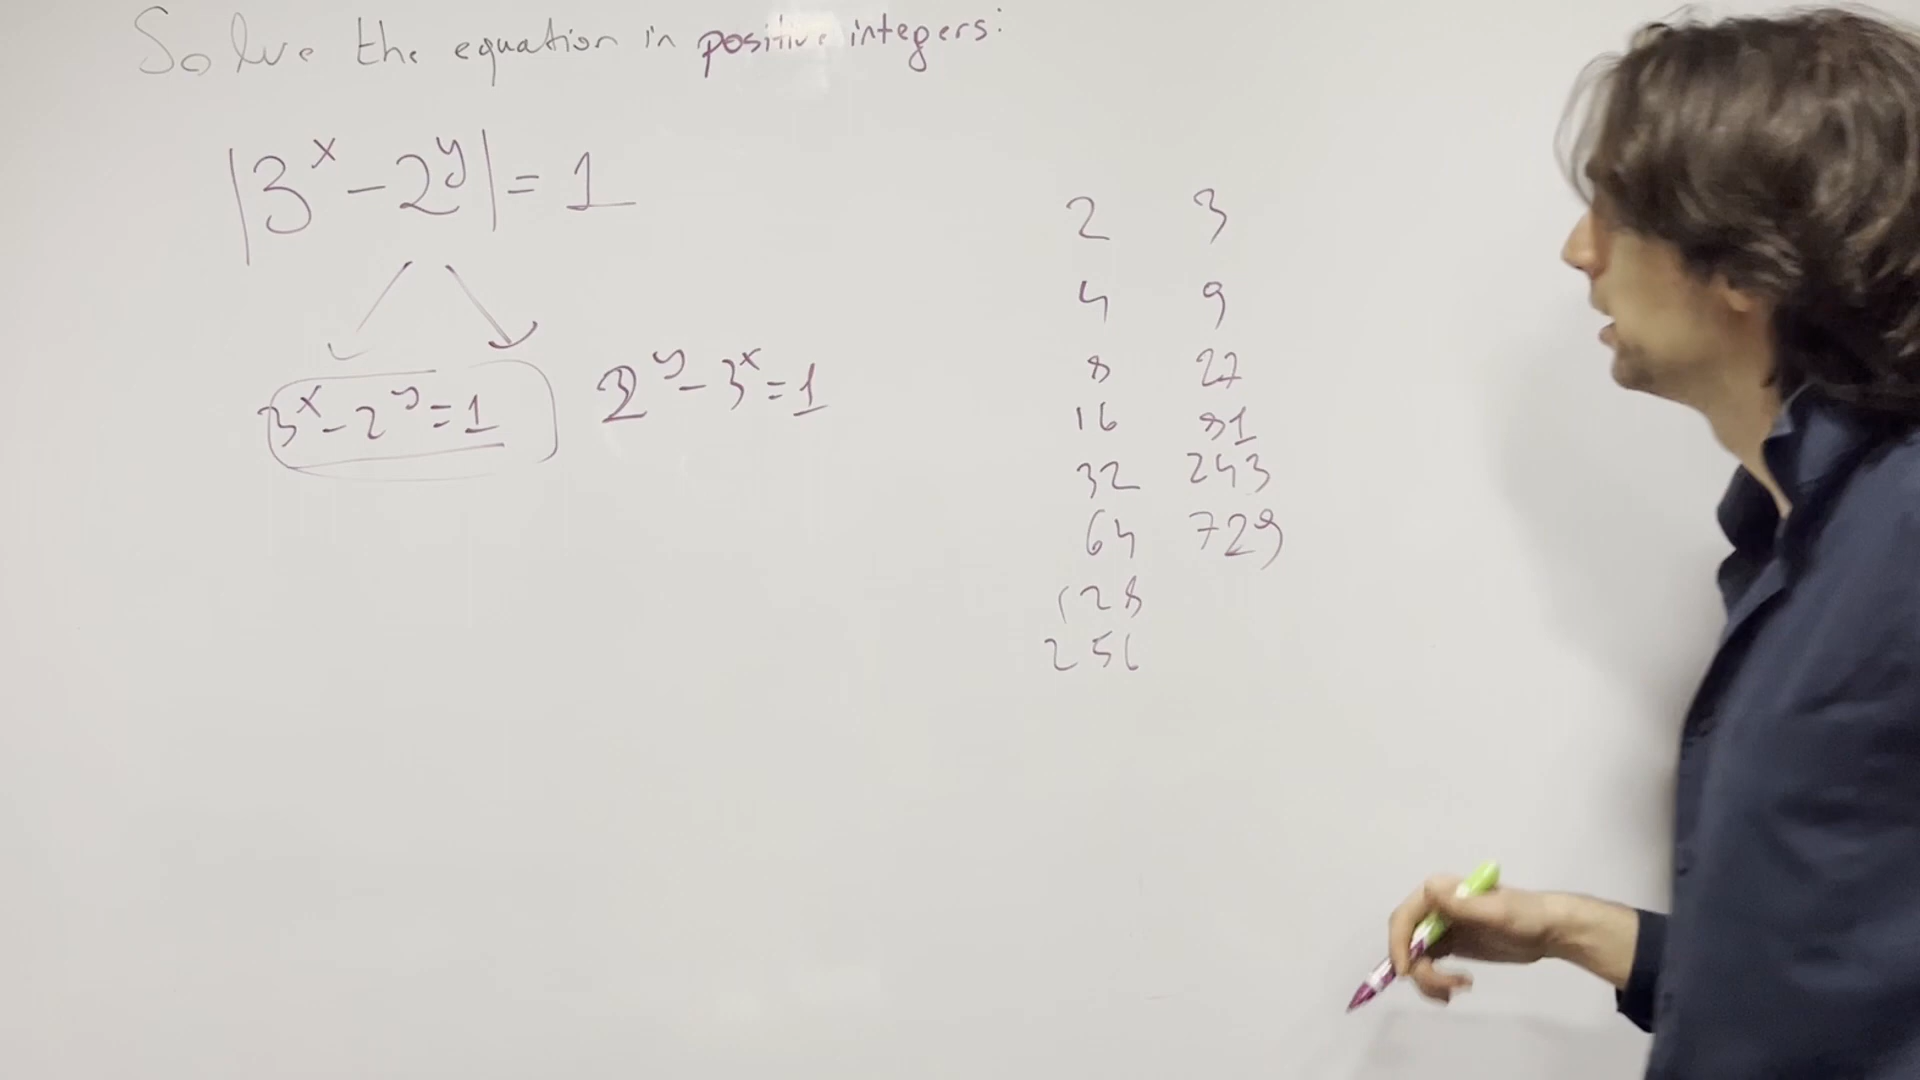 Solve the equation in positive integers:
|3^x - 2^y| = 1
3^x - 2^y = 1
2^y - 3^x = 1
2 3
4 9
8 27
16 81
32 243
64 729
128
256